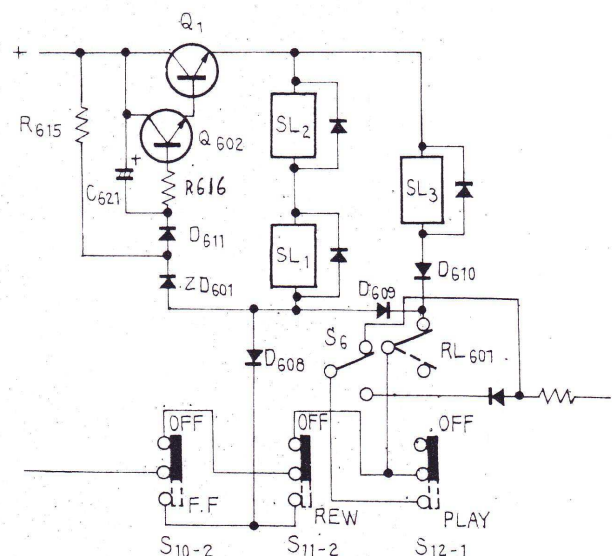 Q1
+
R615
Q602
C621
+
R616
D611
ZD601
SL2
SL1
SL3
D610
D609
S6
RL601
D608
OFF
OFF
OFF
F.F
REW
PLAY
S10-2
S11-2
S12-1